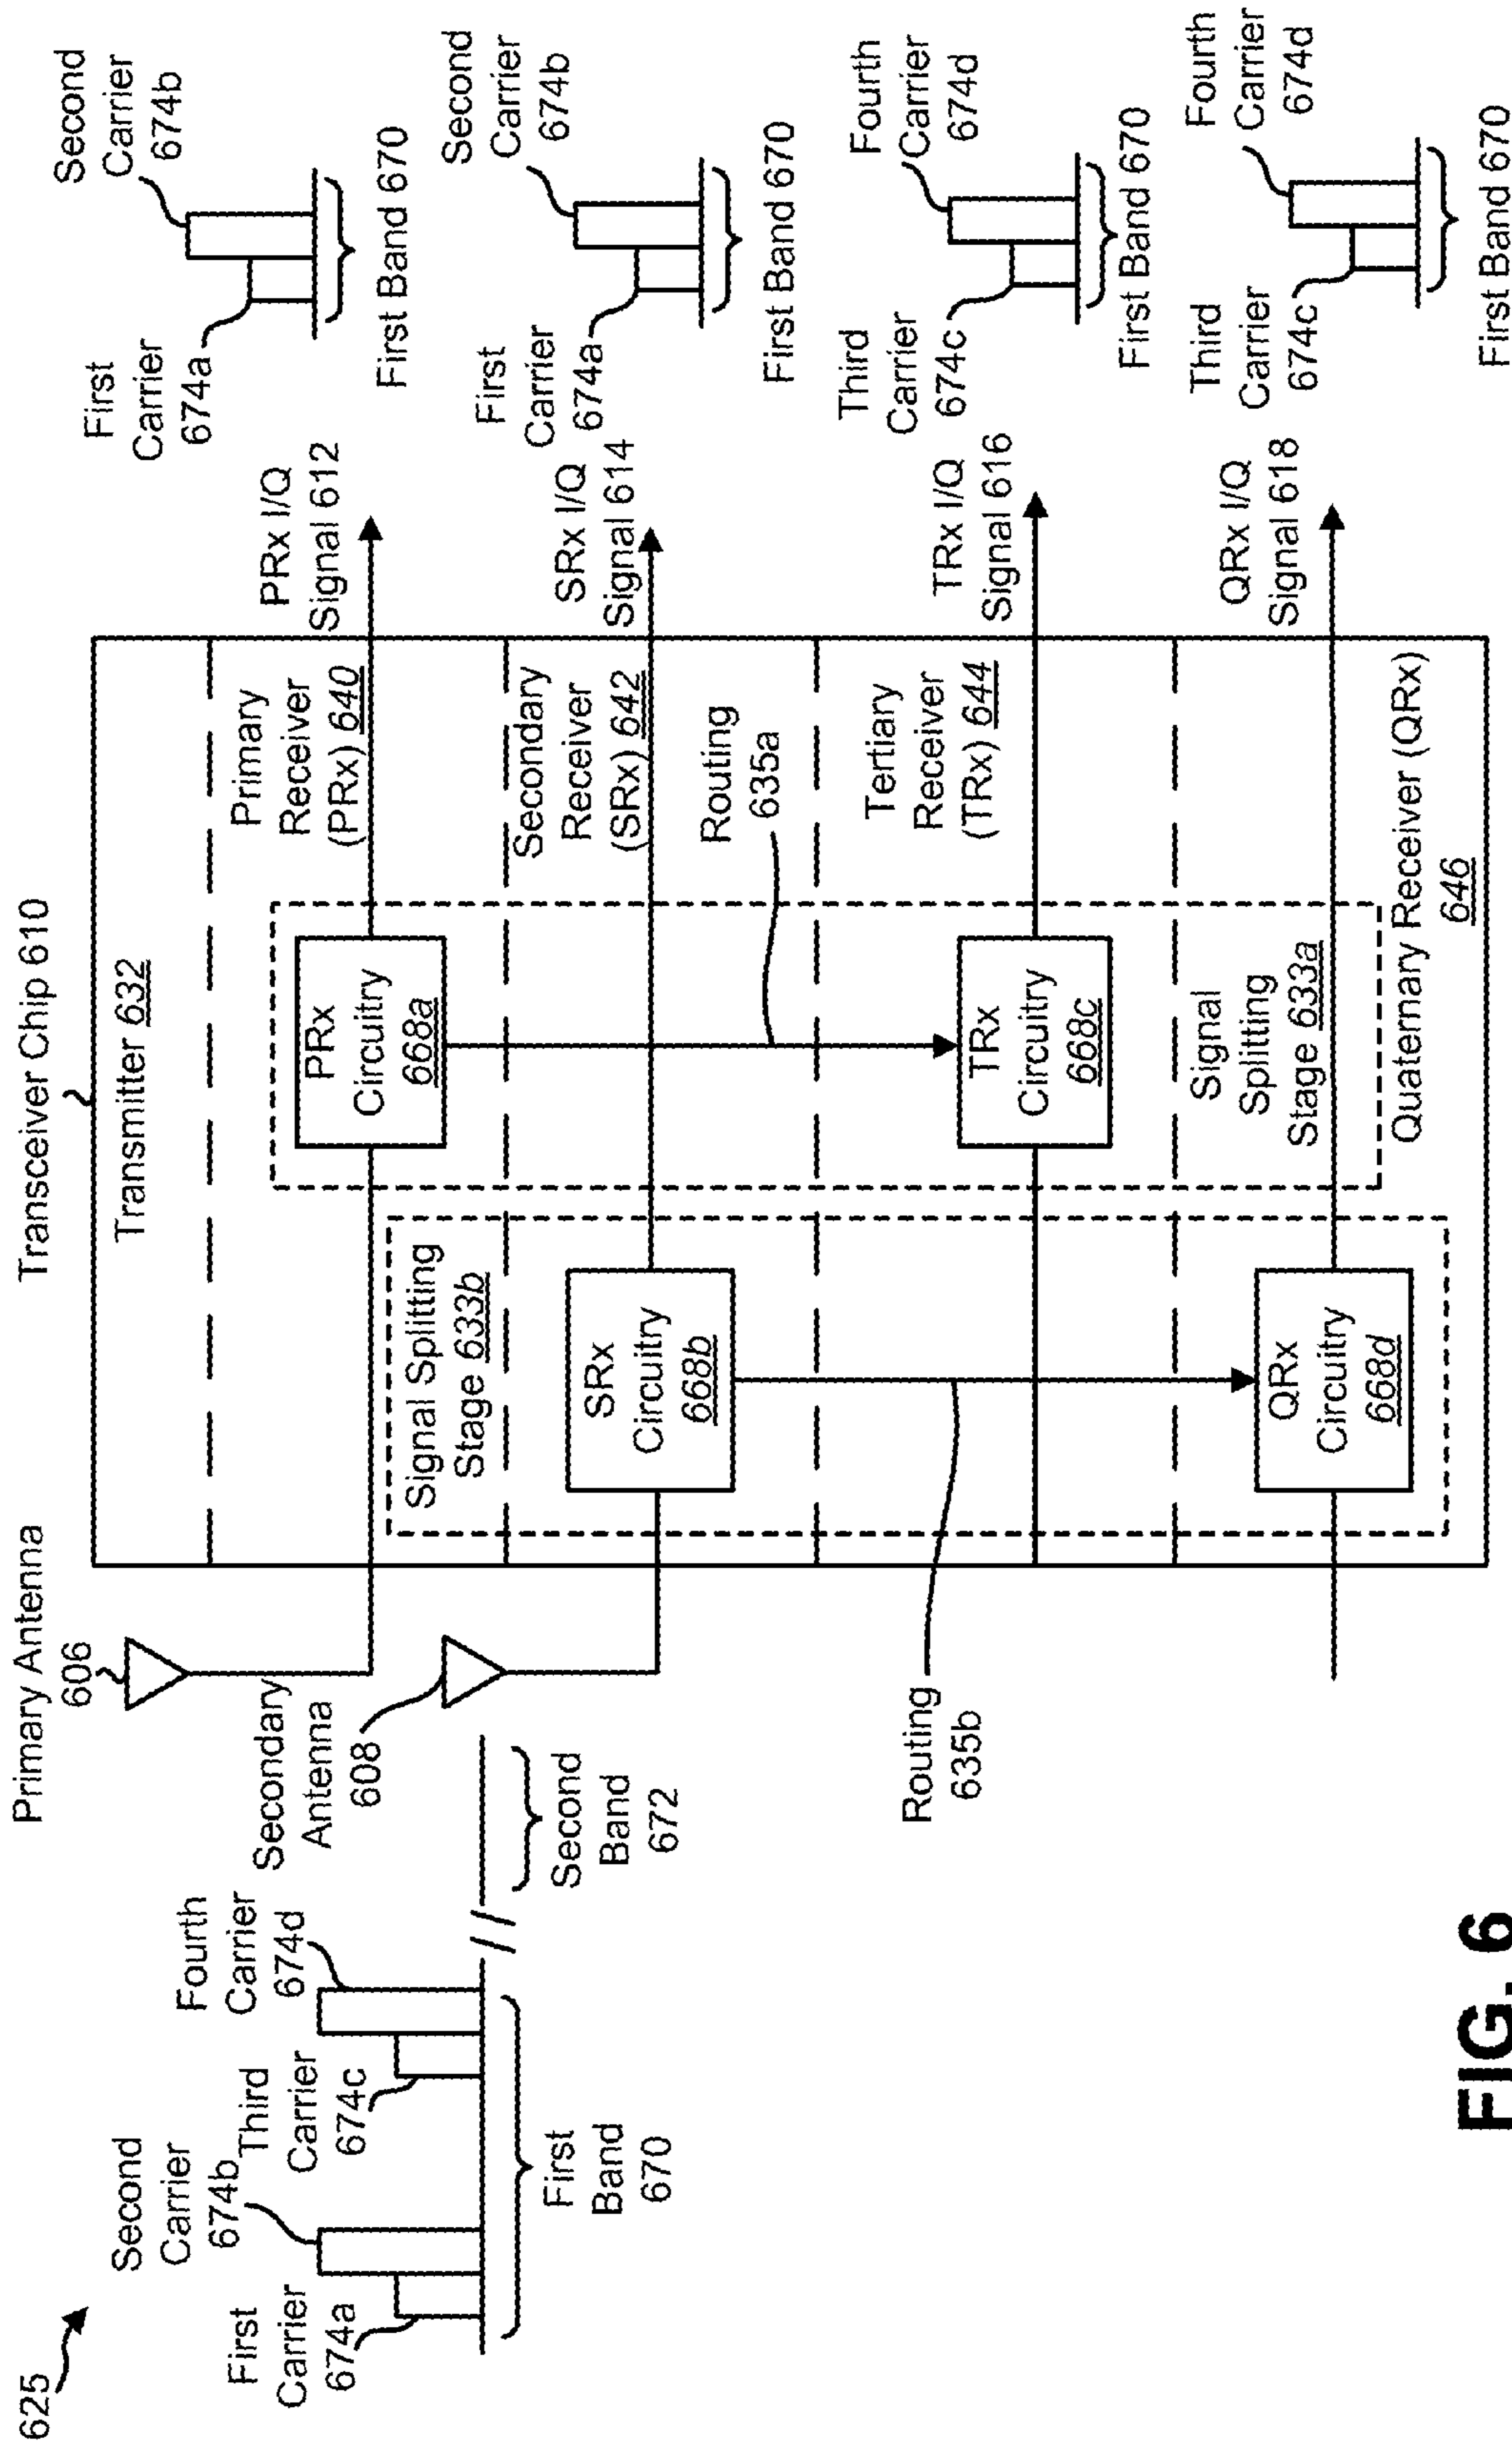 625
First
Carrier
674a
Second
Carrier
674b
Third
Carrier
674c
Fourth
Carrier
674d
First
Band
670
Second
Band
672
Primary Antenna
606
Secondary
Antenna
608
Routing
635b
Transceiver Chip 610
Transmitter 632
Signal Splitting
Stage 633b
PRx
Circuitry
668a
Primary
Receiver
(PRx) 640
SRx
Circuitry
668b
Secondary
Receiver
(SRx) 642
Routing
635a
TRx
Circuitry
668c
Tertiary
Receiver
(TRx) 644
QRx
Circuitry
668d
Signal
Splitting
Stage 633a
Quaternary Receiver (QRx)
646
PRx I/Q
Signal 612
First
Carrier
674a
Second
Carrier
674b
First Band 670
SRx I/Q
Signal 614
First
Carrier
674a
Second
Carrier
674b
First Band 670
TRx I/Q
Signal 616
Third
Carrier
674c
Fourth
Carrier
674d
First Band 670
QRx I/Q
Signal 618
Third
Carrier
674c
Fourth
Carrier
674d
First Band 670
FIG. 6